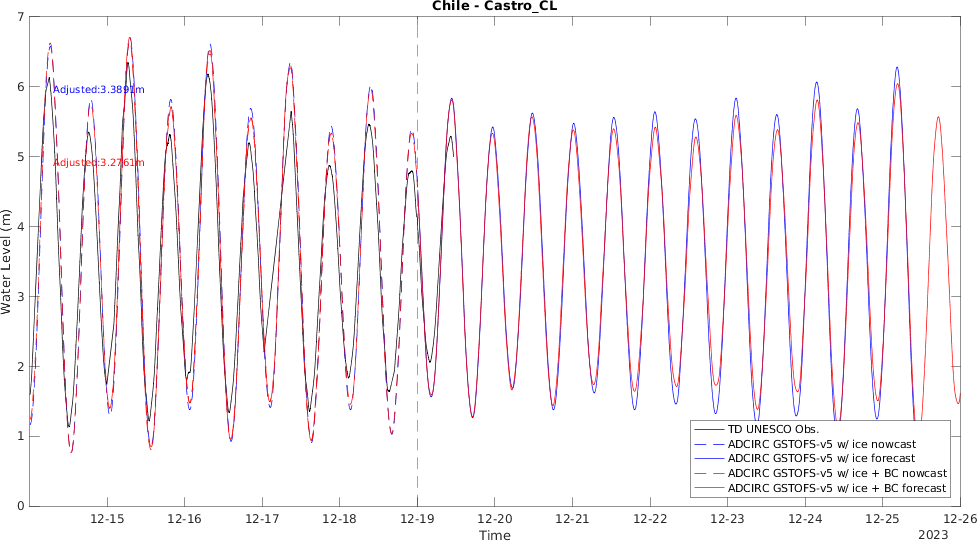 Chile - Castro_CL
7
6
5
4
3
2
1
0
Water Level (m)
Adjusted:3.3891m
Adjusted:3.2761m
TD UNESCO Obs.
ADCIRC GSTOFS-v5 w/ ice nowcast
ADCIRC GSTOFS-v5 w/ ice forecast
ADCIRC GSTOFS-v5 w/ ice + BC nowcast
ADCIRC GSTOFS-v5 w/ ice + BC forecast
12-15 12-16 12-17 12-18 12-19 12-20 12-21 12-22 12-23 12-24 12-25 12-26
Time
2023